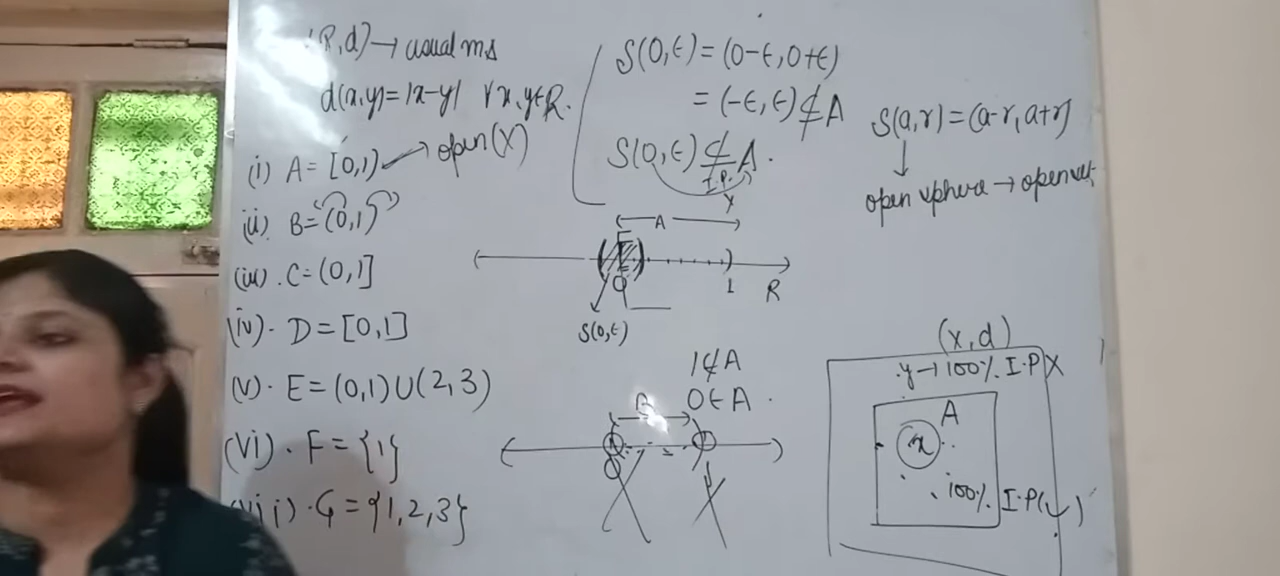 (R,d) → usual ms
d(x,y) = |x-y| ∀ x,y ∈ R.
(i) A = [0,1) → open(X)
(ii) B = (0,1)
(iii) C = (0,1]
(iv) D = [0,1]
(v) E = (0,1) ∪ (2,3)
(vi) F = {1}
(vii) G = {1,2,3}
S(0,ϵ) = (0-ϵ, 0+ϵ)
= (-ϵ,ϵ) ⊄ A
S(0,ϵ) ⊄ A.
I.P.
X
A
0
1
R
S(0,ϵ)
1 ∉ A
0 ∈ A
B
0
S(a,r) = (a-r, a+r)
↓
open sphere → open set
(X,d)
y → 100% I.P X
A
x
100% I.P(✓)